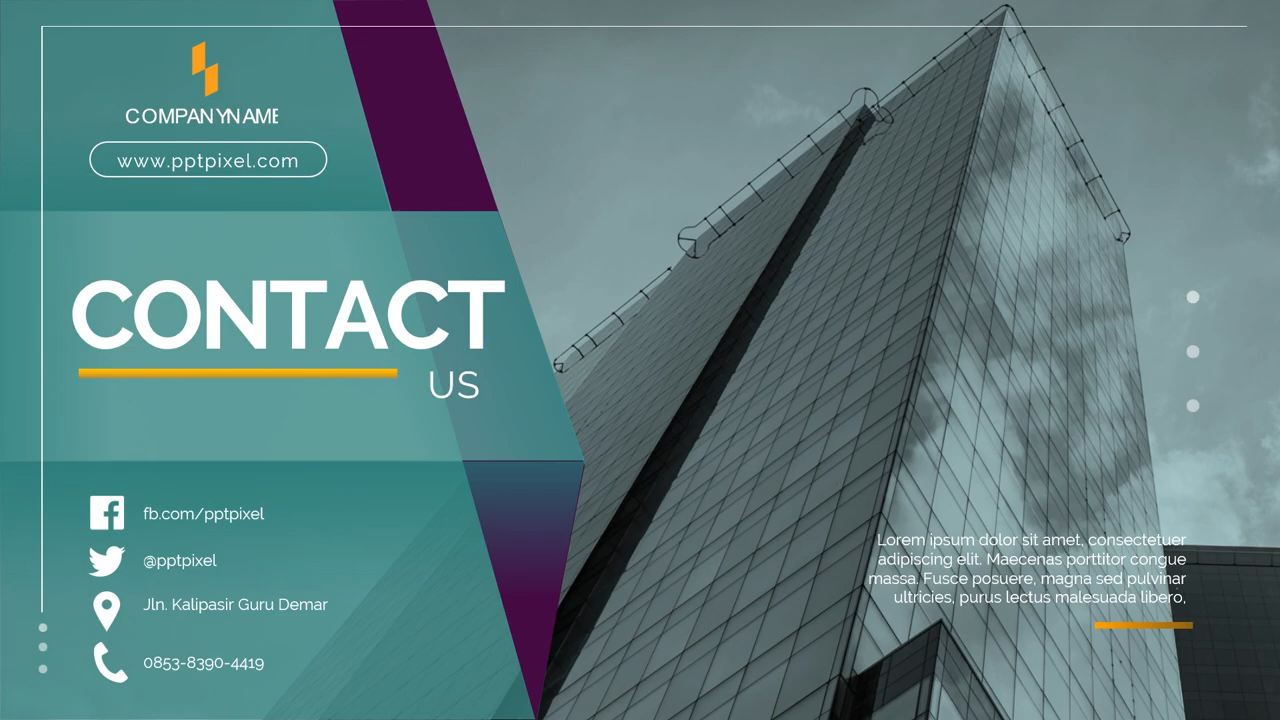 COMPANYNAME
www.pptpixel.com
CONTACT
US
fb.com/pptpixel
@pptpixel
Jln. Kalipasir Guru Demar
0853-8390-4419
Lorem ipsum dolor sit amet, consectetuer
adipiscing elit. Maecenas porttitor congue
massa. Fusce posuere, magna sed pulvinar
ultricies, purus lectus malesuada libero,